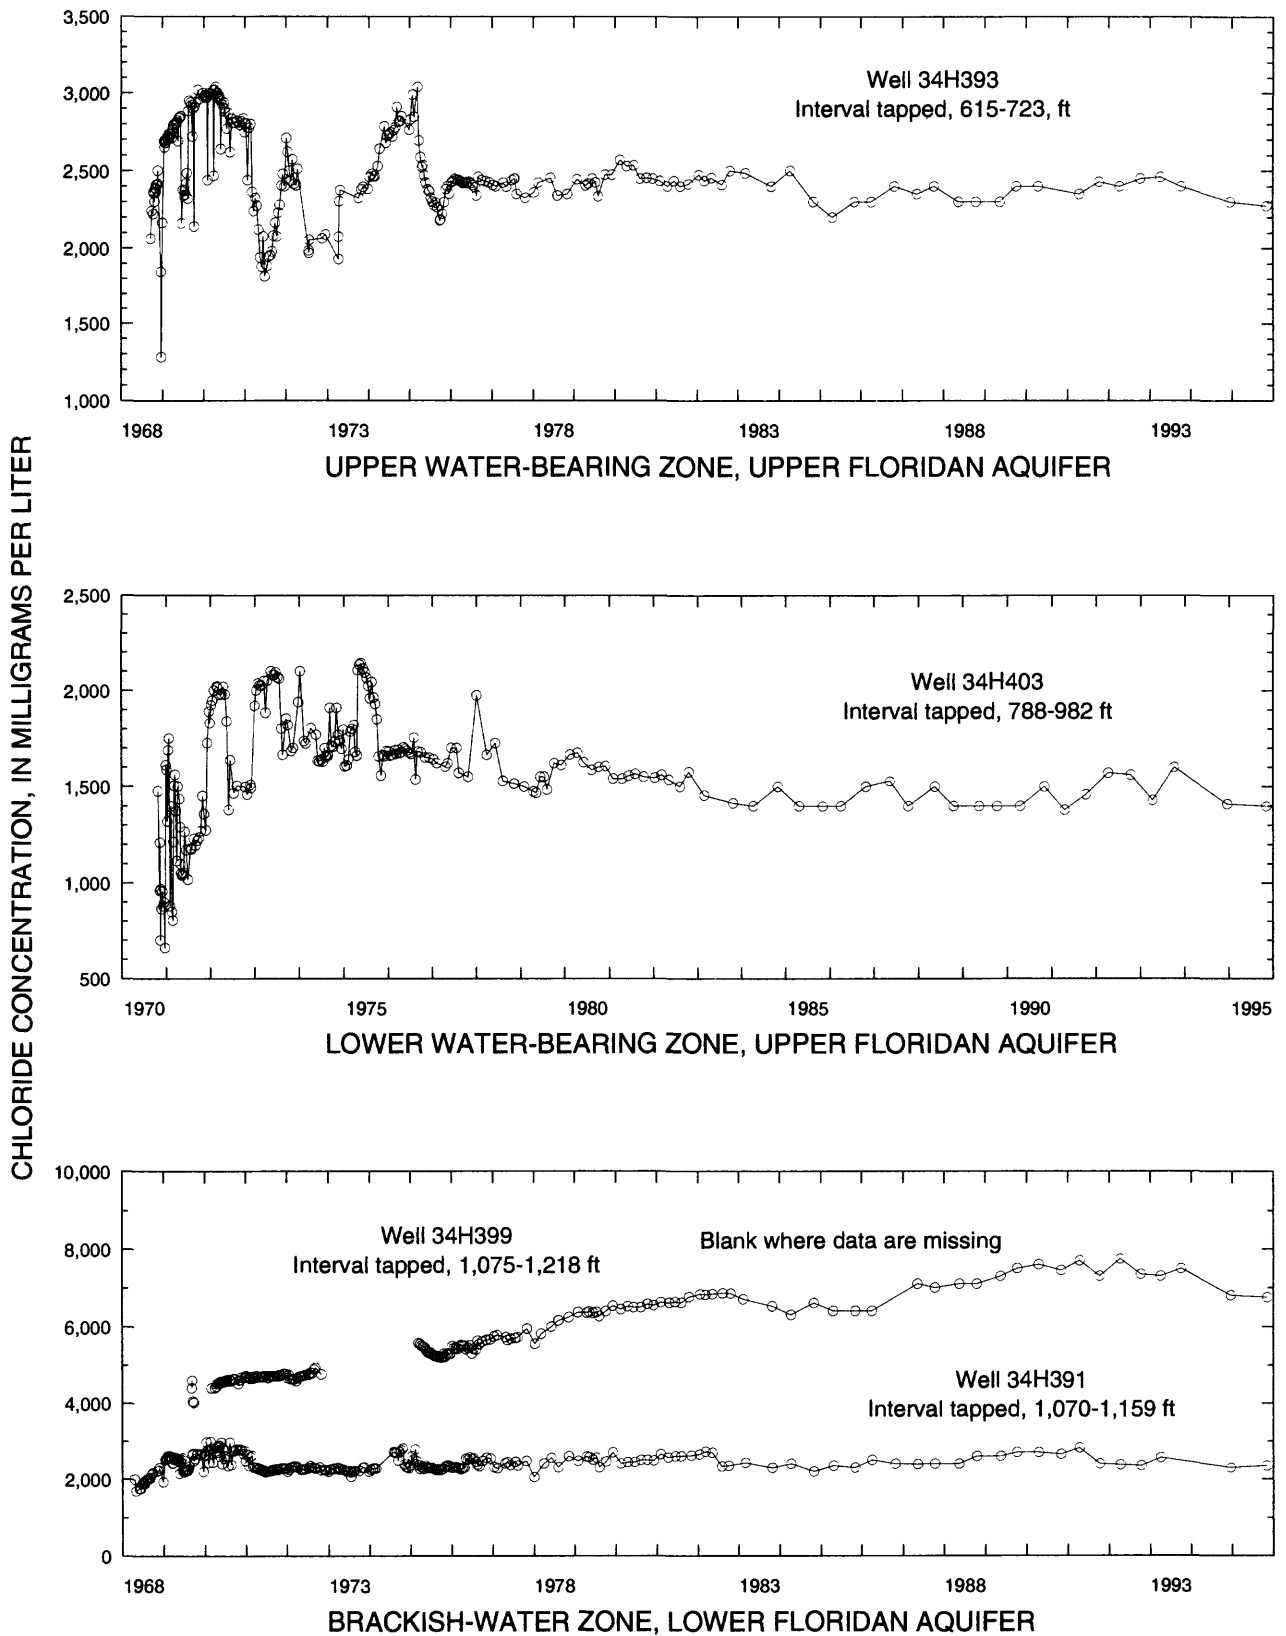 CHLORIDE CONCENTRATION, IN MILLIGRAMS PER LITER
3,500
3,000
2,500
2,000
1,500
1,000
Well 34H393
Interval tapped, 615-723, ft
1968 1973 1978 1983 1988 1993
UPPER WATER-BEARING ZONE, UPPER FLORIDAN AQUIFER
2,500
2,000
1,500
1,000
500
Well 34H403
Interval tapped, 788-982 ft
1970 1975 1980 1985 1990 1995
LOWER WATER-BEARING ZONE, UPPER FLORIDAN AQUIFER
10,000
8,000
6,000
4,000
2,000
0
Well 34H399
Interval tapped, 1,075-1,218 ft
Blank where data are missing
Well 34H391
Interval tapped, 1,070-1,159 ft
1968 1973 1978 1983 1988 1993
BRACKISH-WATER ZONE, LOWER FLORIDAN AQUIFER